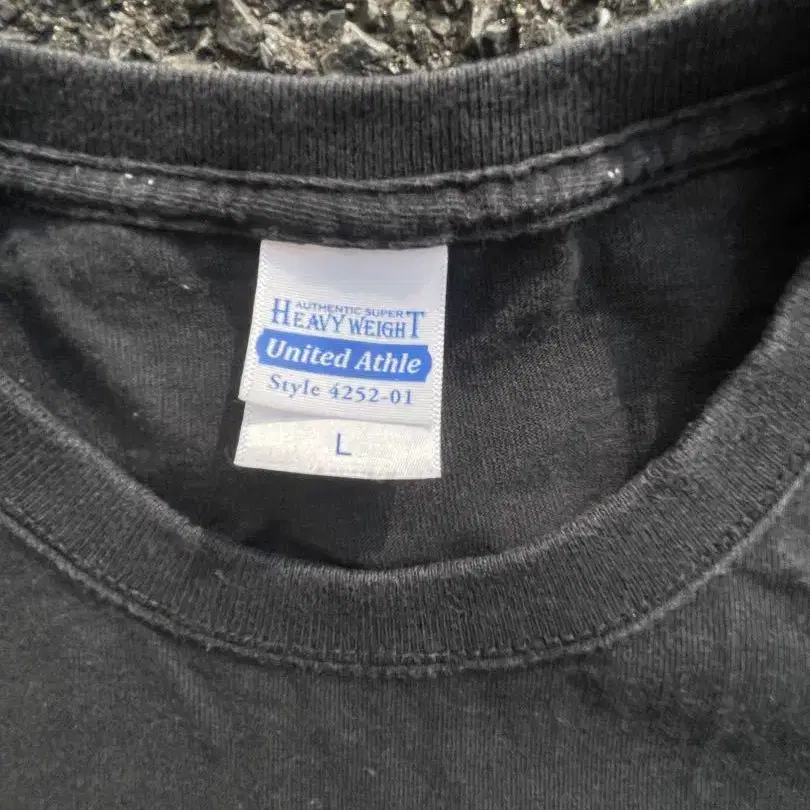 AUTHENTIC SUPER
HEAVY WEIGHT
United Athle
Style 4252-01
L